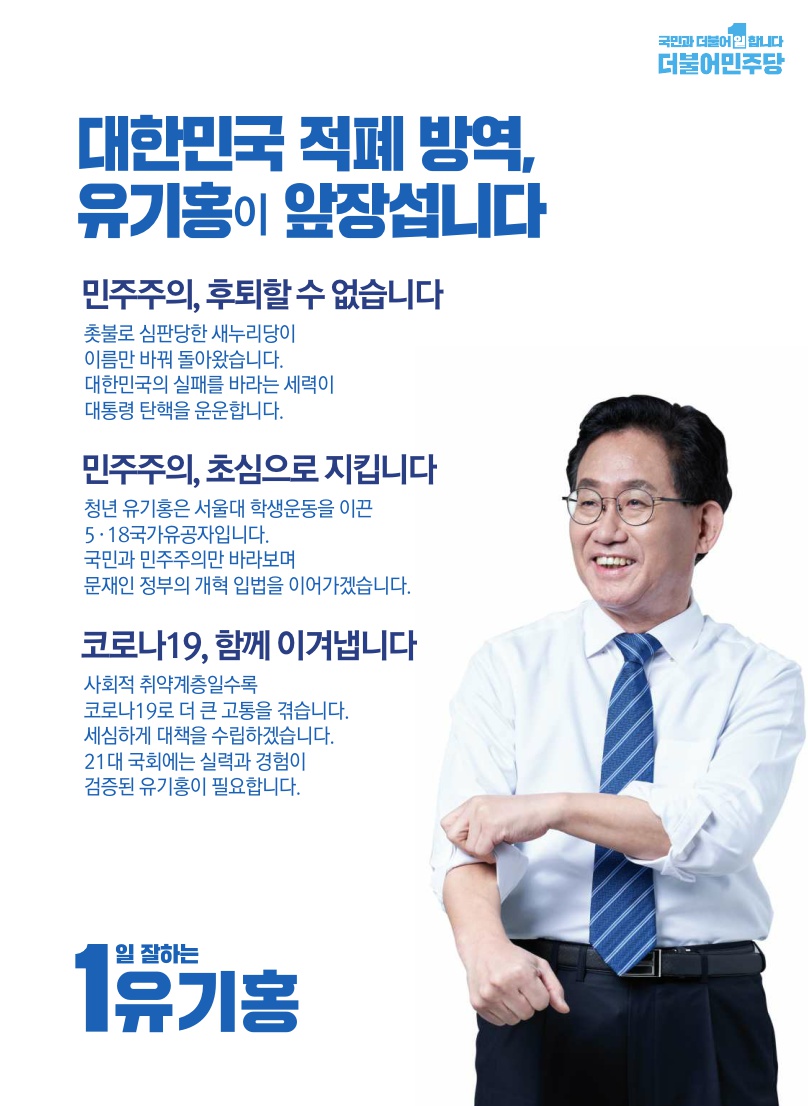 국민과 더불어 일 합니다
더불어민주당
대한민국 적폐 방역,
유기홍이 앞장섭니다
민주주의, 후퇴할 수 없습니다
촛불로 심판당한 새누리당이
이름만 바꿔 돌아왔습니다.
대한민국의 실패를 바라는 세력이
대통령 탄핵을 운운합니다.
민주주의, 초심으로 지킵니다
청년 유기홍은 서울대 학생운동을 이끈
5·18국가유공자입니다.
국민과 민주주의만 바라보며
문재인 정부의 개혁 입법을 이어가겠습니다.
코로나19, 함께 이겨냅니다
사회적 취약계층일수록
코로나19로 더 큰 고통을 겪습니다.
세심하게 대책을 수립하겠습니다.
21대 국회에는 실력과 경험이
검증된 유기홍이 필요합니다.
1 일 잘하는
유기홍